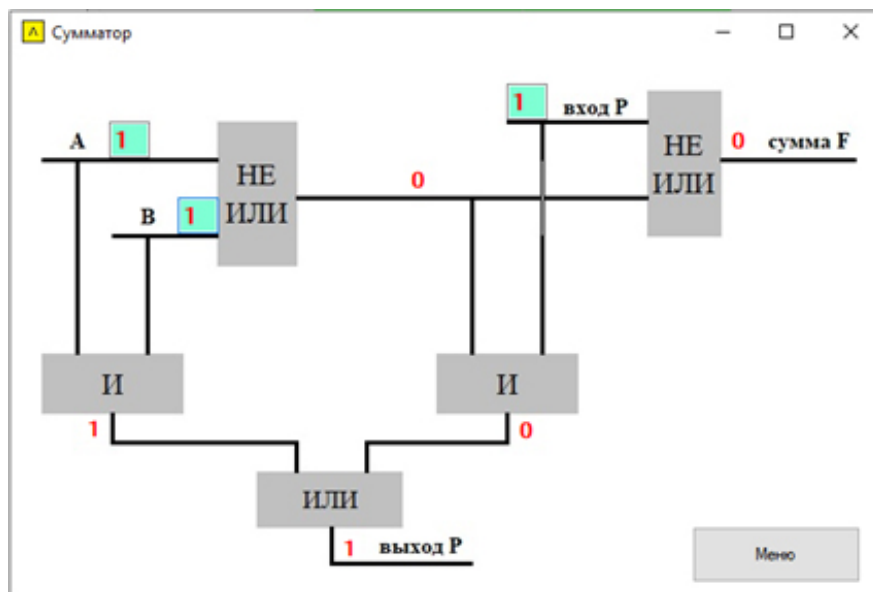 Сумматор
1 вход P
A 1
НЕ
ИЛИ
0 сумма F
НЕ
ИЛИ
0
B 1
И
И
1
0
ИЛИ
1 выход P
Меню